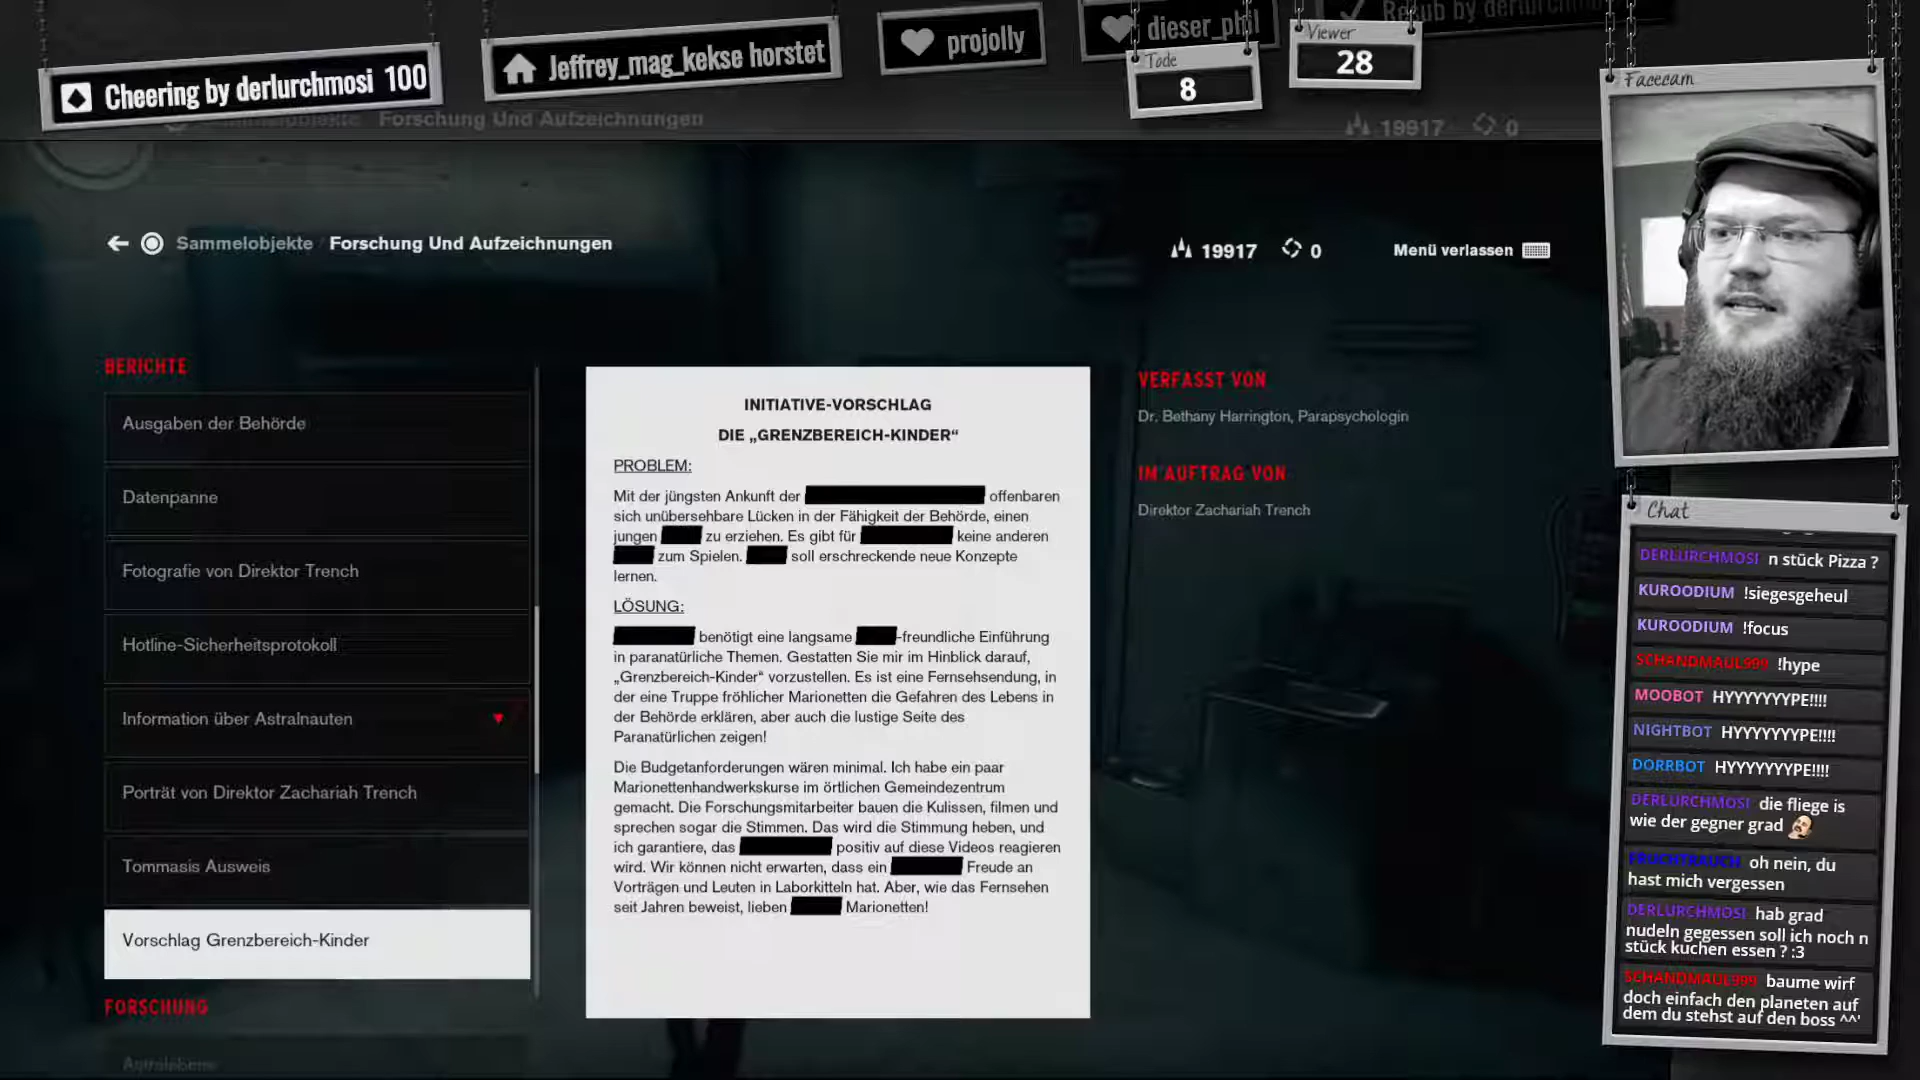 Cheering by derlurchmosi 100
Jeffrey_mag_kekse horstet
projolly
dieser_phil
Resub by derlurchmosi
Tode
8
Viewer
28
Facecam
Sammelobjekte Forschung Und Aufzeichnungen
19917 0
Sammelobjekte / Forschung Und Aufzeichnungen
19917 0 Menü verlassen
BERICHTE
Ausgaben der Behörde
Datenpanne
Fotografie von Direktor Trench
Hotline-Sicherheitsprotokoll
Information über Astralnauten
Porträt von Direktor Zachariah Trench
Tommasis Ausweis
Vorschlag Grenzbereich-Kinder
FORSCHUNG
Astralebene
INITIATIVE-VORSCHLAG
DIE „GRENZBEREICH-KINDER“
PROBLEM:
Mit der jüngsten Ankunft der offenbaren
sich unübersehbare Lücken in der Fähigkeit der Behörde, einen
jungen zu erziehen. Es gibt für keine anderen
zum Spielen. soll erschreckende neue Konzepte
lernen.
LÖSUNG:
benötigt eine langsame -freundliche Einführung
in paranatürliche Themen. Gestatten Sie mir im Hinblick darauf,
„Grenzbereich-Kinder“ vorzustellen. Es ist eine Fernsehsendung, in
der eine Truppe fröhlicher Marionetten die Gefahren des Lebens in
der Behörde erklären, aber auch die lustige Seite des
Paranatürlichen zeigen!
Die Budgetanforderungen wären minimal. Ich habe ein paar
Marionettenhandwerkskurse im örtlichen Gemeindezentrum
gemacht. Die Forschungsmitarbeiter bauen die Kulissen, filmen und
sprechen sogar die Stimmen. Das wird die Stimmung heben, und
ich garantiere, das positiv auf diese Videos reagieren
wird. Wir können nicht erwarten, dass ein Freude an
Vorträgen und Leuten in Laborkitteln hat. Aber, wie das Fernsehen
seit Jahren beweist, lieben Marionetten!
VERFASST VON
Dr. Bethany Harrington, Parapsychologin
IM AUFTRAG VON
Direktor Zachariah Trench
Chat
DERLURCHMOSI n stück Pizza ?
KUROODIUM !siegesgeheul
KUROODIUM !focus
SCHANDMAUL999 !hype
MOOBOT HYYYYYYYPE!!!!
NIGHTBOT HYYYYYYYPE!!!!
DORRBOT HYYYYYYYPE!!!!
DERLURCHMOSI die fliege is
wie der gegner grad
FRUCHTBAUCH oh nein, du
hast mich vergessen
DERLURCHMOSI hab grad
nudeln gegessen soll ich noch n
stück kuchen essen ? :3
SCHANDMAUL999 baume wirf
doch einfach den planeten auf
dem du stehst auf den boss ^^'